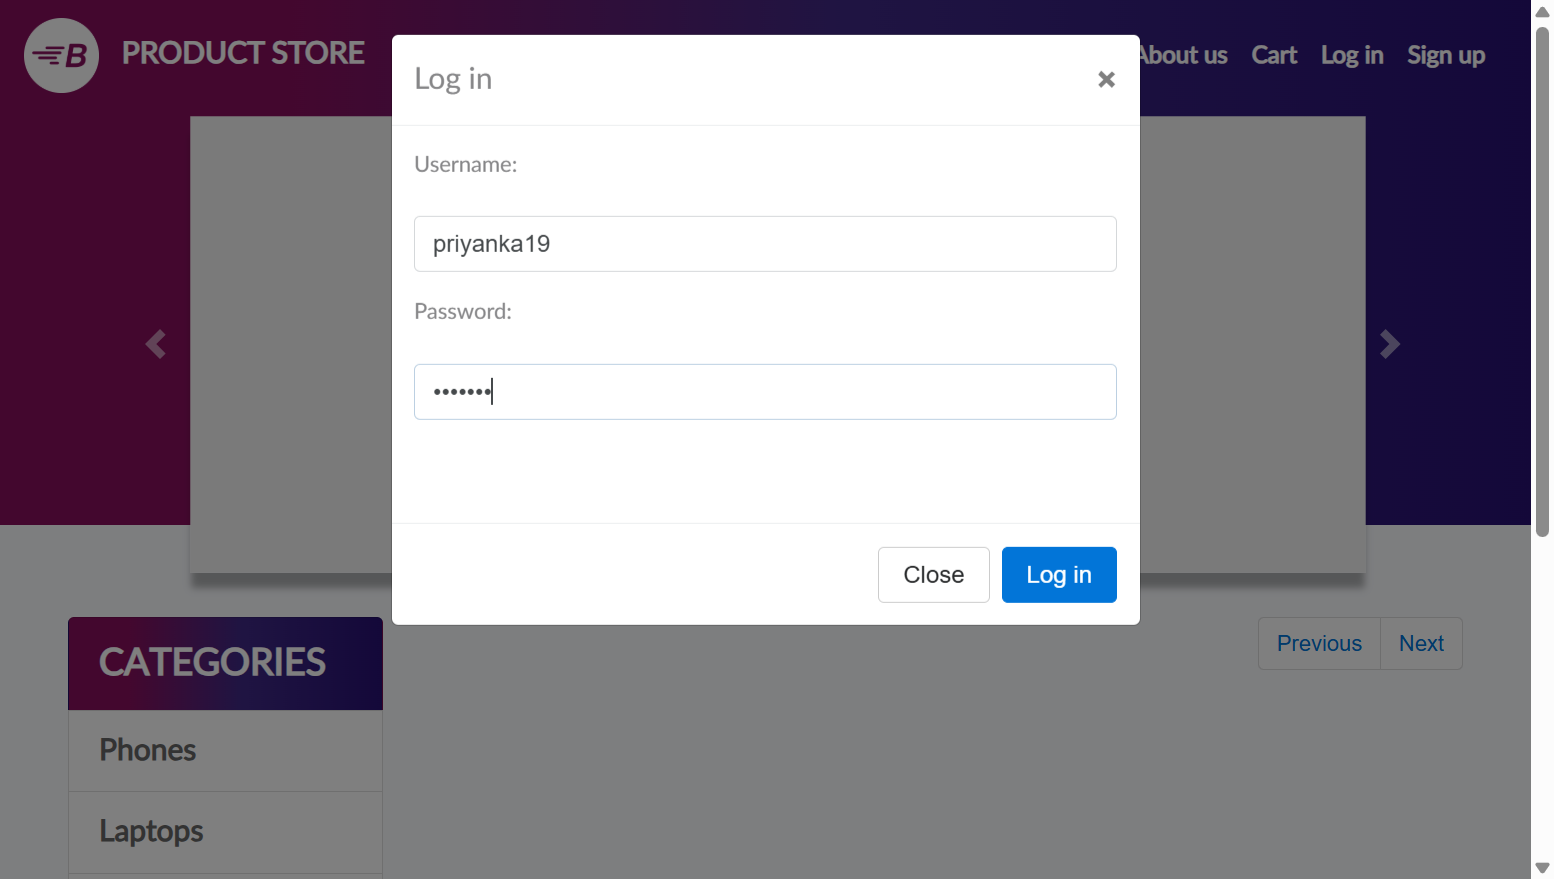 B PRODUCT STORE
About us Cart Log in Sign up
Log in
×
Username:
priyanka19
Password:
•••••••
Close Log in
CATEGORIES
Previous Next
Phones
Laptops